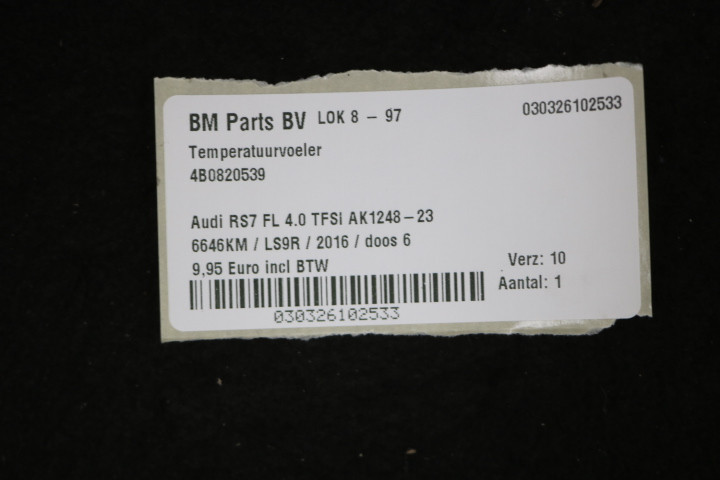 BM Parts BV LOK 8 - 97 030326102533
Temperatuurvoeler
4B0820539
Audi RS7 FL 4.0 TFSI AK1248-23
6646KM / LS9R / 2016 / doos 6
9,95 Euro incl BTW Verz: 10
Aantal: 1
030326102533